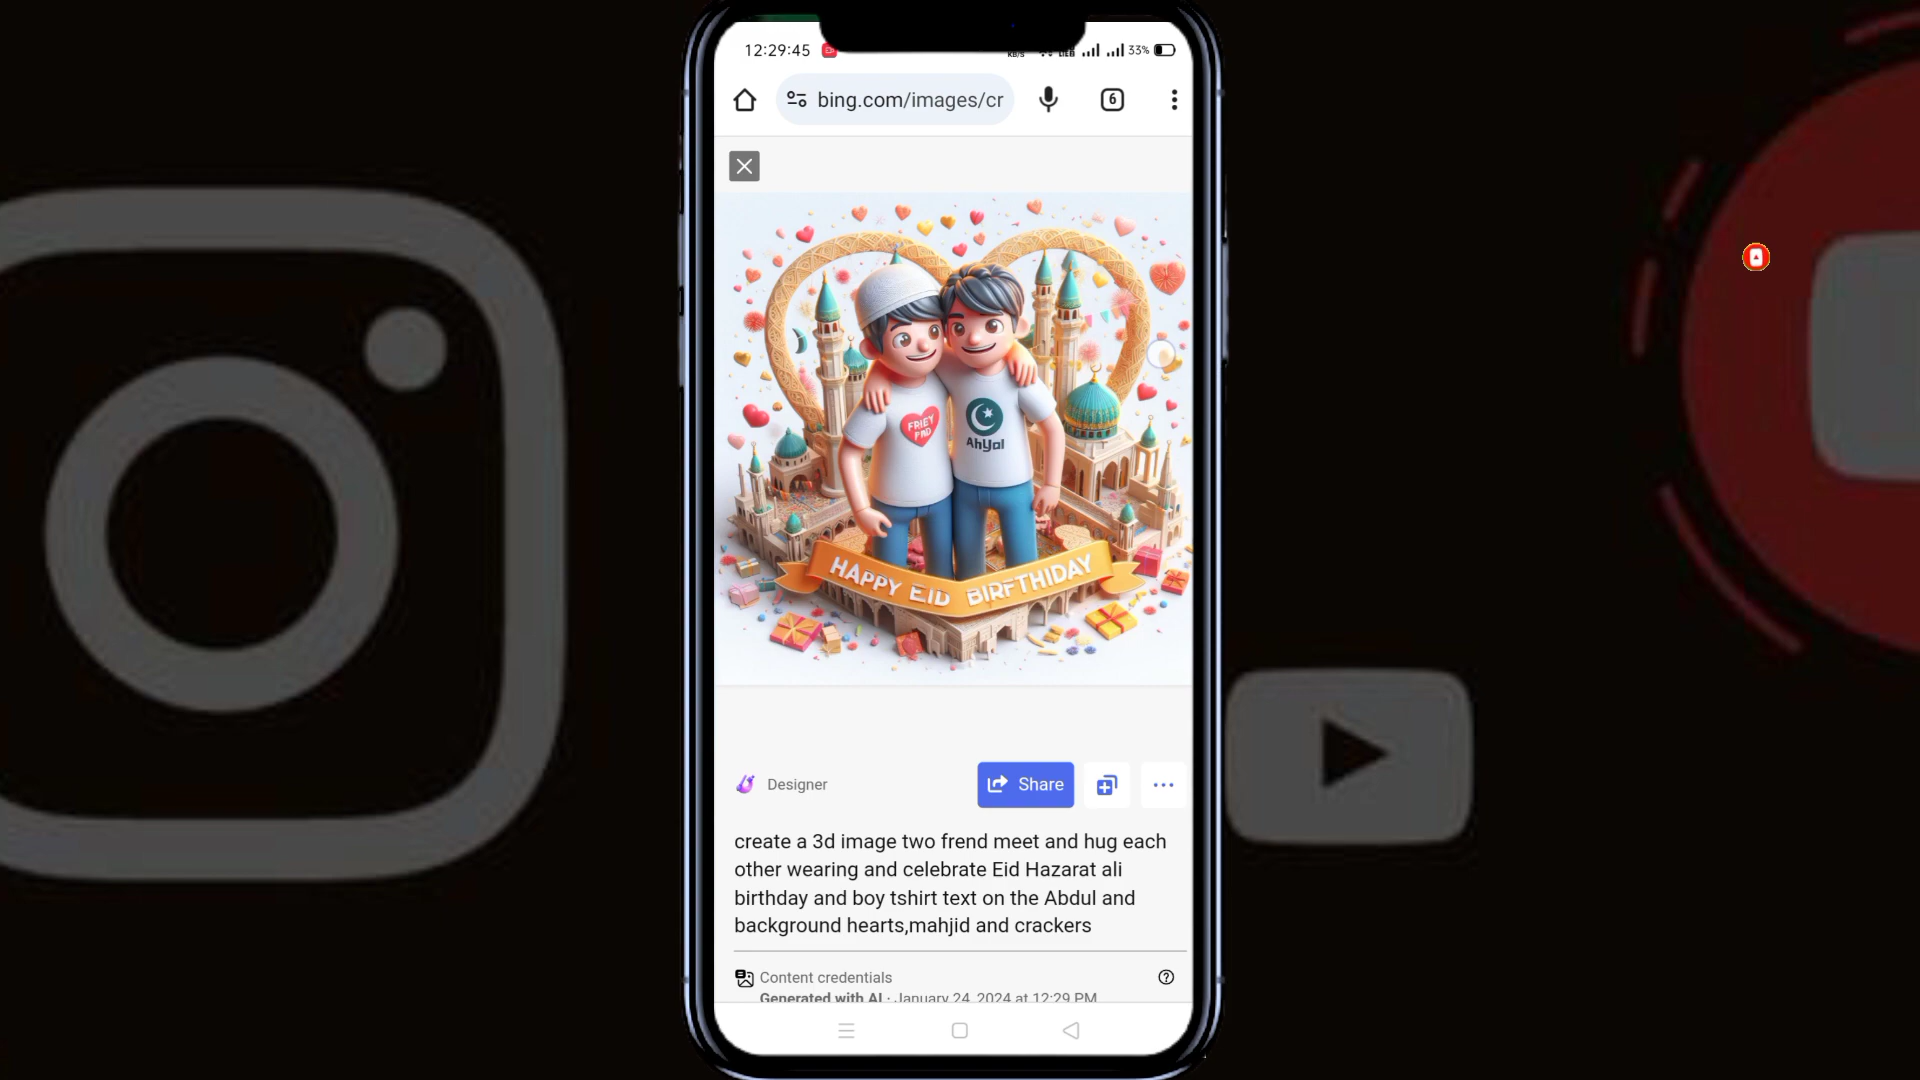 12:29:45
KB/S
33%
bing.com/images/cr
6
FRIEY
FAD
AhYal
HAPPY EID BIRFTHIDAY
Designer
Share
create a 3d image two frend meet and hug each
other wearing and celebrate Eid Hazarat ali
birthday and boy tshirt text on the Abdul and
background hearts,mahjid and crackers
Content credentials
Generated with AI · January 24, 2024 at 12:29 PM